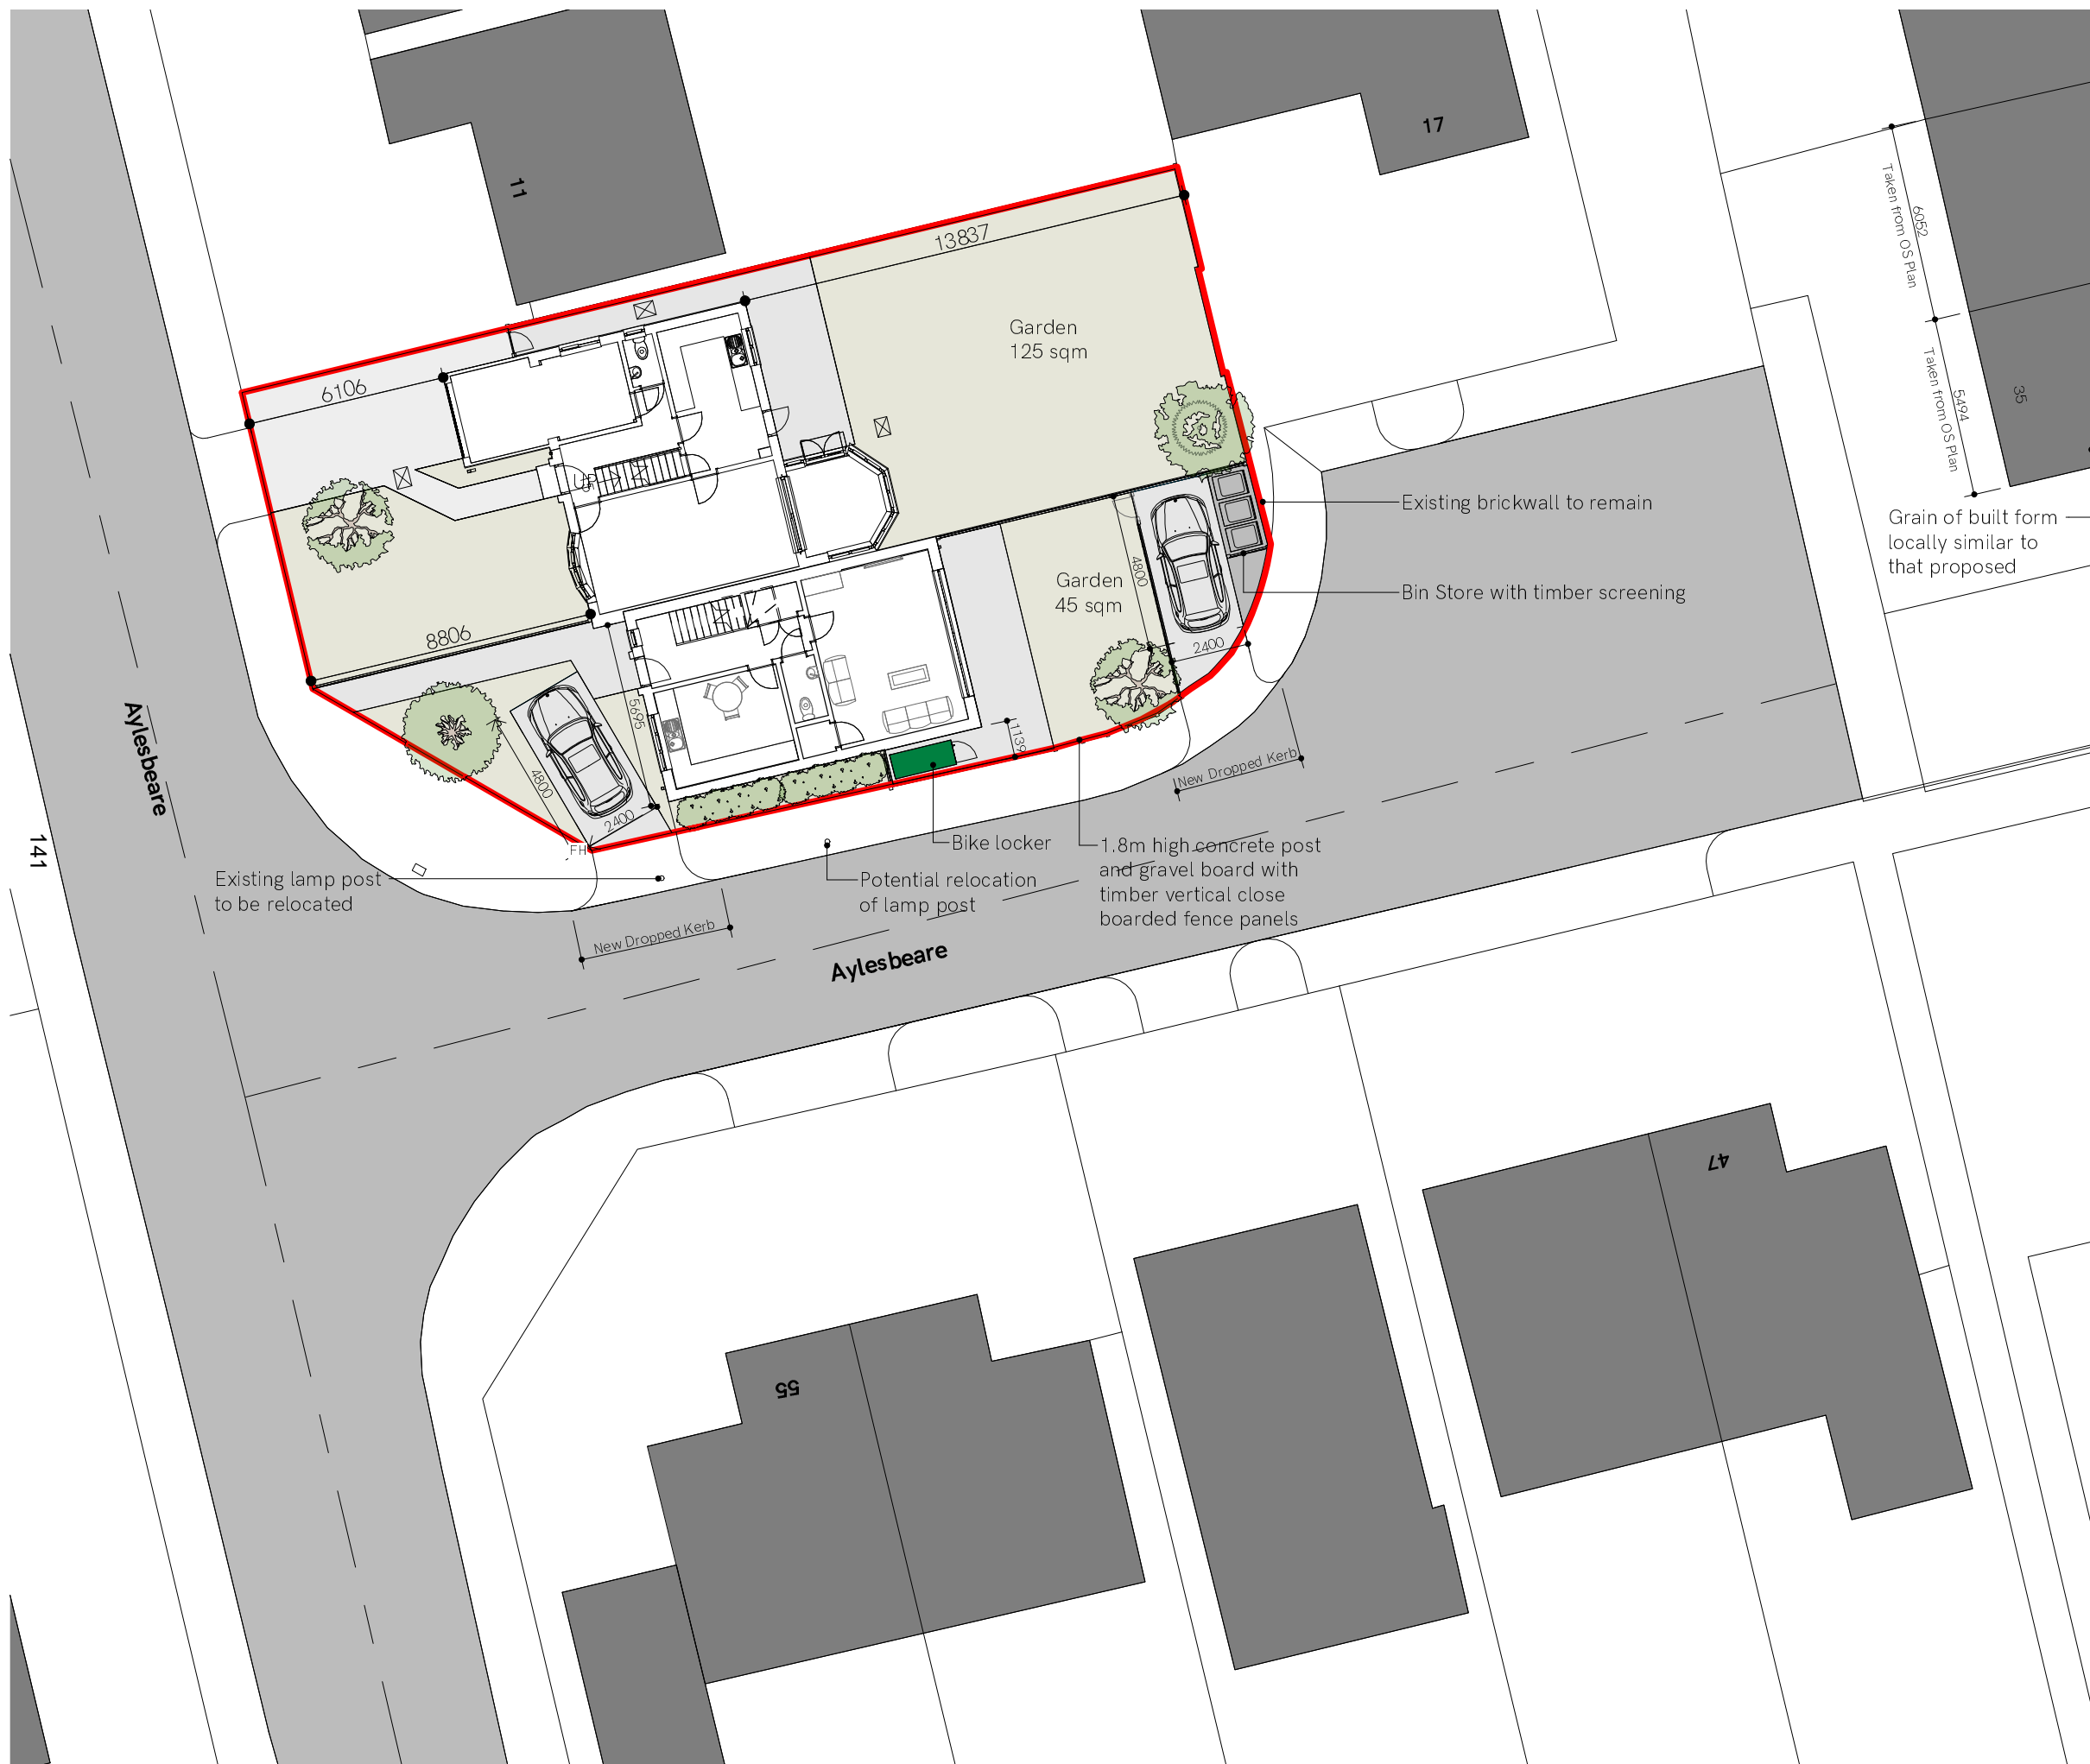 11
17
13837
6106
Garden
125 sqm
6052
Taken from OS Plan
5494
Taken from OS Plan
35
UP
Existing brickwall to remain
Grain of built form
locally similar to
that proposed
4800
Garden
45 sqm
Bin Store with timber screening
8806
2400
5695
1139
Aylesbeare
4800
2400
New Dropped Kerb
141
FH
Bike locker
1.8m high concrete post
and gravel board with
timber vertical close
boarded fence panels
Existing lamp post
to be relocated
Potential relocation
of lamp post
New Dropped Kerb
Aylesbeare
47
55